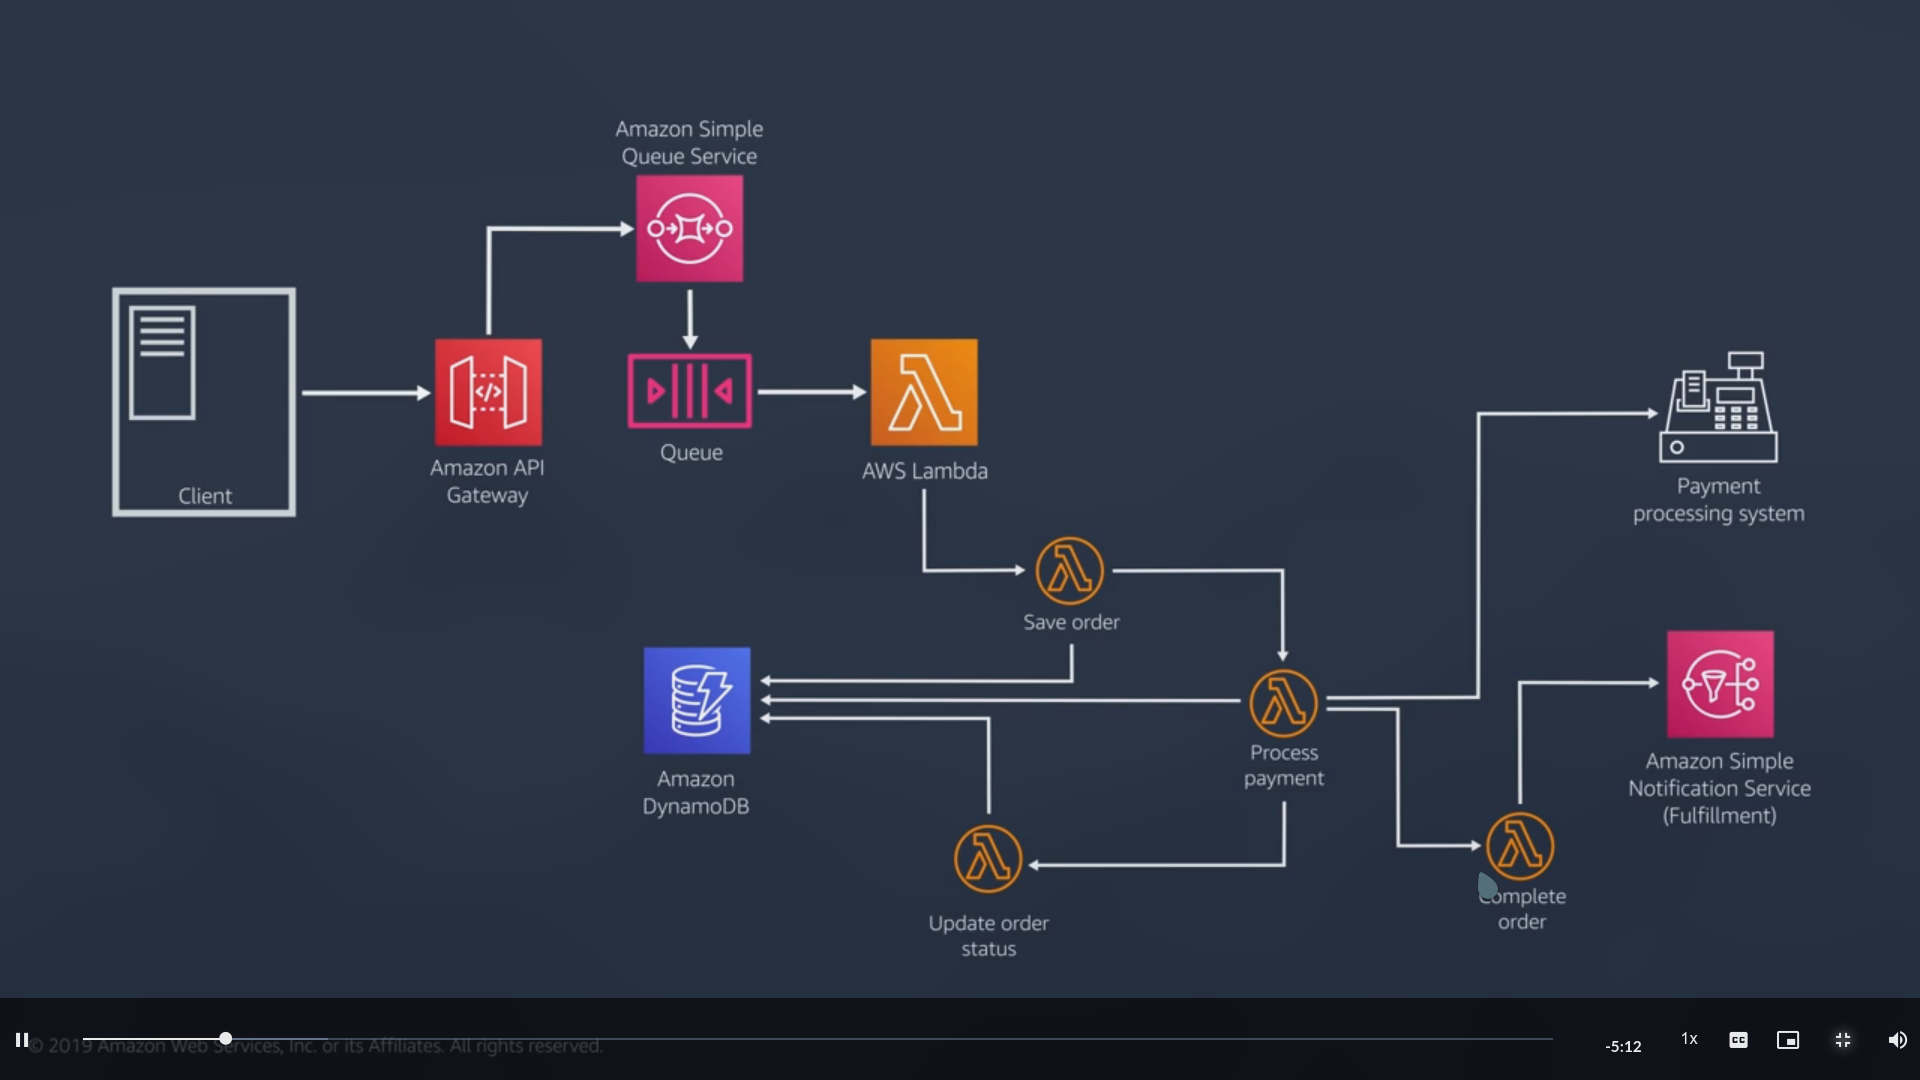 Amazon Simple
Queue Service
Client
Amazon API
Gateway
Queue
AWS Lambda
Payment
processing system
Save order
Amazon
DynamoDB
Process
payment
Amazon Simple
Notification Service
(Fulfillment)
Update order
status
Complete
order
© 2019 Amazon Web Services, Inc. or its Affiliates. All rights reserved.
-5:12
1x
CC